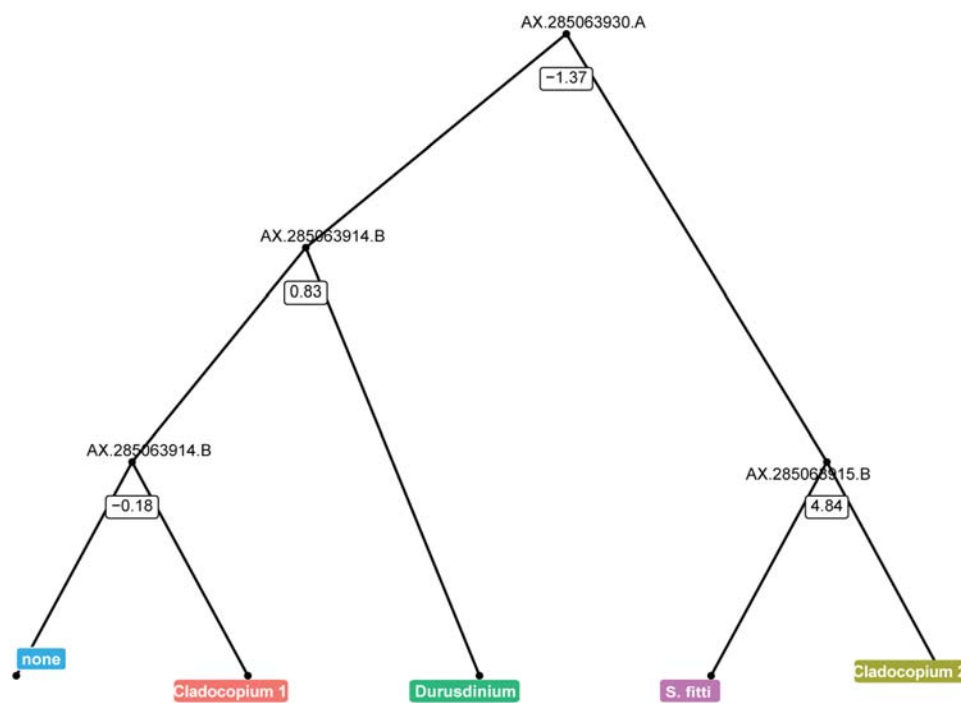 AX.285063930.A
−1.37
AX.285063914.B
0.83
AX.285063914.B
−0.18
AX.285063915.B
4.84
none
Cladocopium 1
Durusdinium
S. fitti
Cladocopium 2